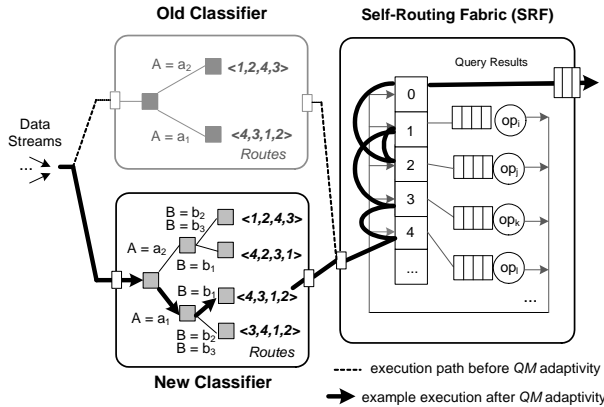 Old Classifier
Self-Routing Fabric (SRF)
A = a2
<1,2,4,3>
A = a1
<4,3,1,2>
Routes
Data
Streams
...
Query Results
0
1
2
3
4
...
opi
opj
opk
opl
...
B = b2
B = b3
<1,2,4,3>
A = a2
B = b1
<4,2,3,1>
B = b1
<4,3,1,2>
A = a1
B = b2
B = b3
<3,4,1,2>
Routes
New Classifier
execution path before QM adaptivity
example execution after QM adaptivity